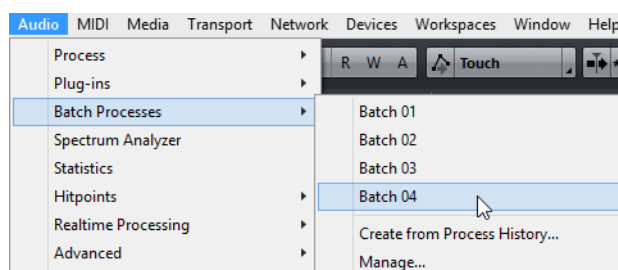 Audio MIDI Media Transport Network Devices Workspaces Window Help
Process
R W A Touch
Plug-ins
Batch Processes
Batch 01
Spectrum Analyzer
Batch 02
Statistics
Batch 03
Hitpoints
Batch 04
Realtime Processing
Create from Process History...
Advanced
Manage...